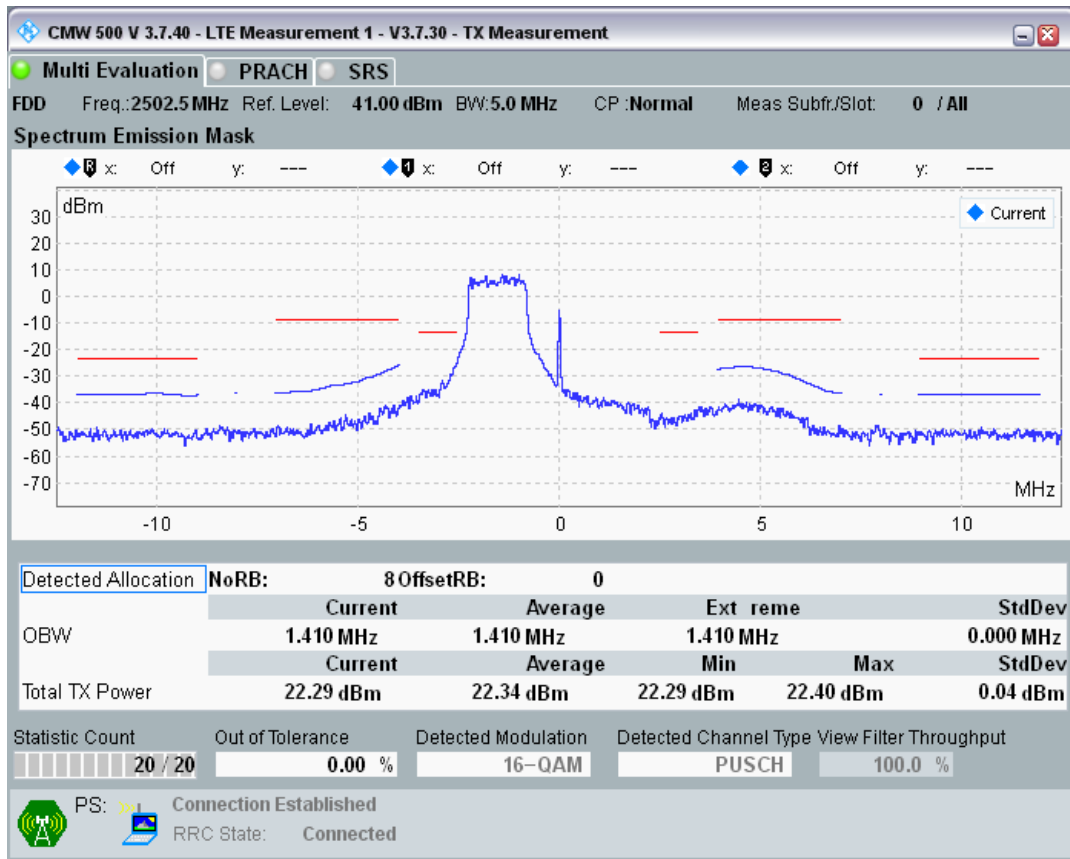 CMW 500 V 3.7.40 - LTE Measurement 1 - V3.7.30 - TX Measurement
Multi Evaluation PRACH SRS
FDD Freq.:2502.5 MHz Ref. Level: 41.00 dBm BW:5.0 MHz CP :Normal Meas Subfr./Slot: 0 / All
Spectrum Emission Mask
R x: Off y: --- 1 x: Off y: --- 2 x: Off y: ---
dBm
Current
30
20
10
0
-10
-20
-30
-40
-50
-60
-70
MHz
-10 -5 0 5 10
Detected Allocation NoRB: 8 OffsetRB: 0
Current Average Ext reme StdDev
OBW 1.410 MHz 1.410 MHz 1.410 MHz 0.000 MHz
Current Average Min Max StdDev
Total TX Power 22.29 dBm 22.34 dBm 22.29 dBm 22.40 dBm 0.04 dBm
Statistic Count Out of Tolerance Detected Modulation Detected Channel Type View Filter Throughput
20 / 20 0.00 % 16-QAM PUSCH 100.0 %
PS: Connection Established
RRC State: Connected